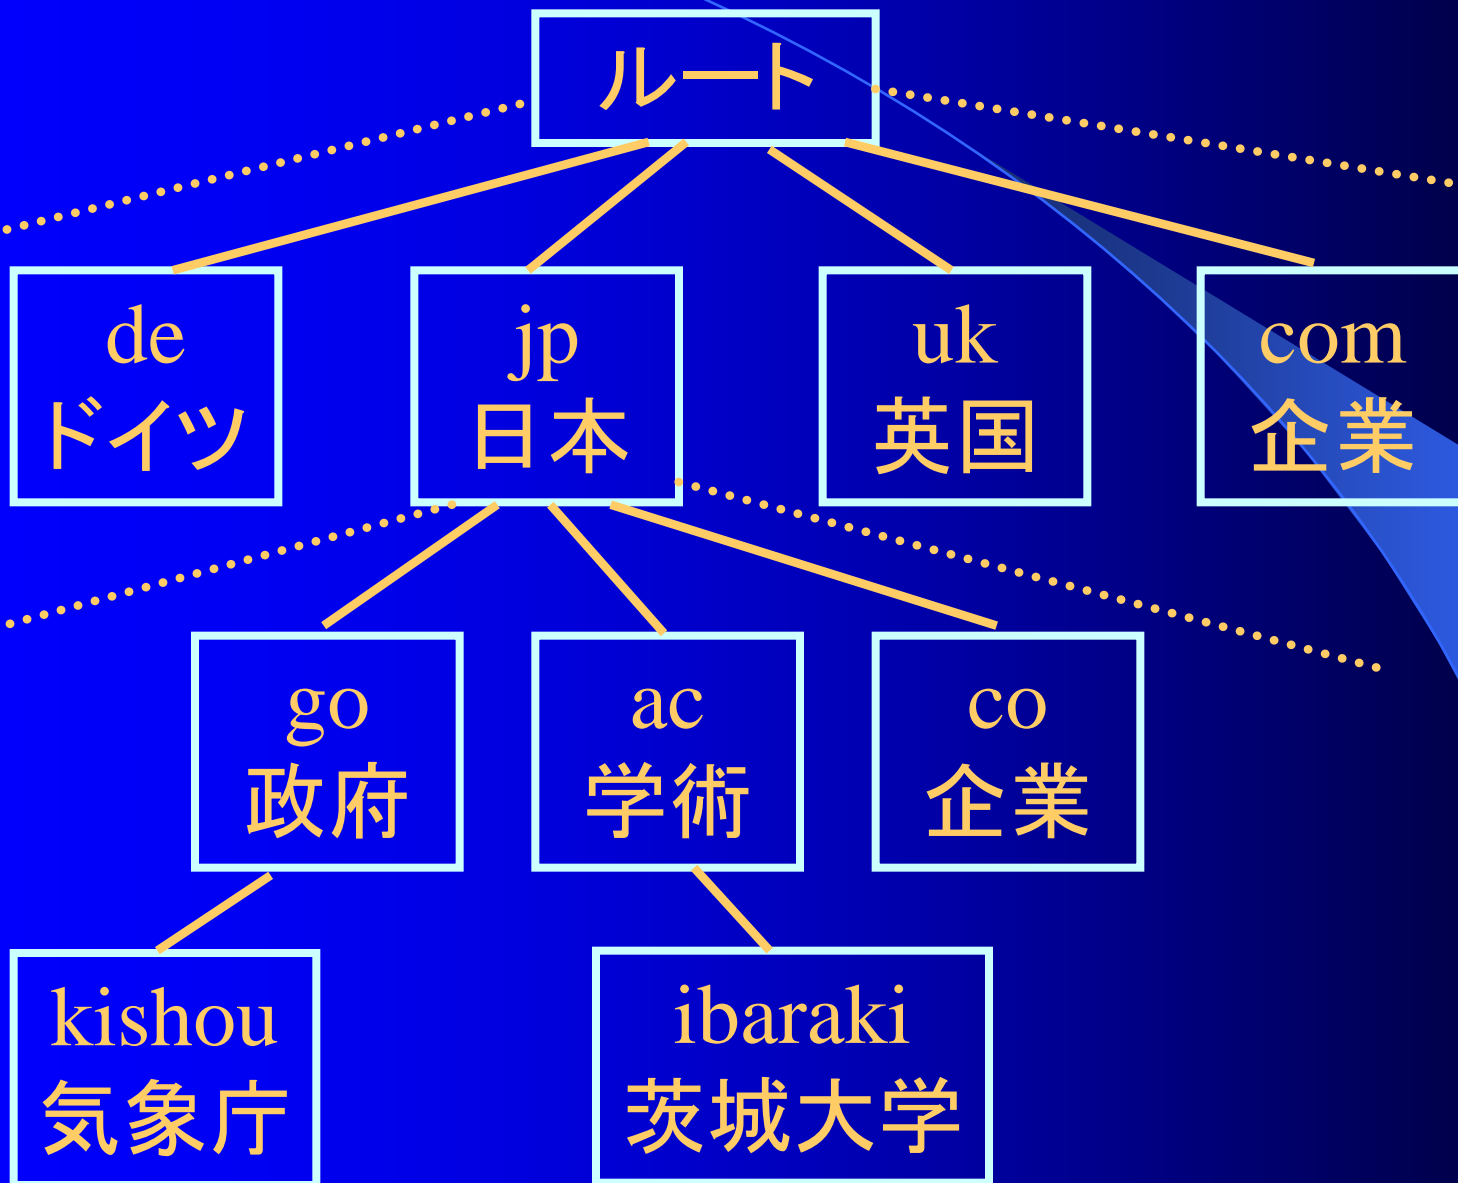 ルート
de
ドイツ
jp
日本
uk
英国
com
企業
go
政府
ac
学術
co
企業
kishou
気象庁
ibaraki
茨城大学